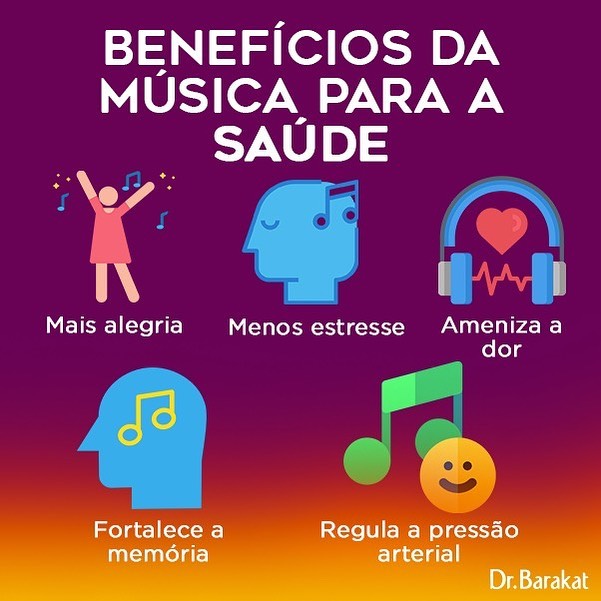 BENEFÍCIOS DA
MÚSICA PARA A
SAÚDE
Mais alegria
Menos estresse
Ameniza a
dor
Fortalece a
memória
Regula a pressão
arterial
Dr.Barakat